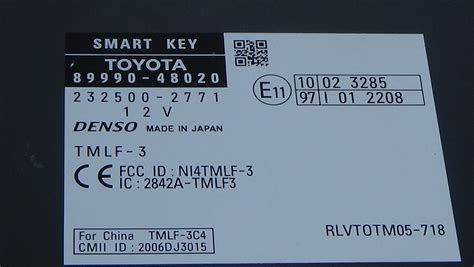 SMART KEY
TOYOTA
89990-48020
232500-2771
12V
DENSO MADE IN JAPAN
TMLF-3
CE FCC ID : NI4TMLF-3
IC : 2842A-TMLF3
For China TMLF-3C4
CMII ID : 2006DJ3015
E11
10 02 3285
97 I 01 2208
RLVTOTM05-718